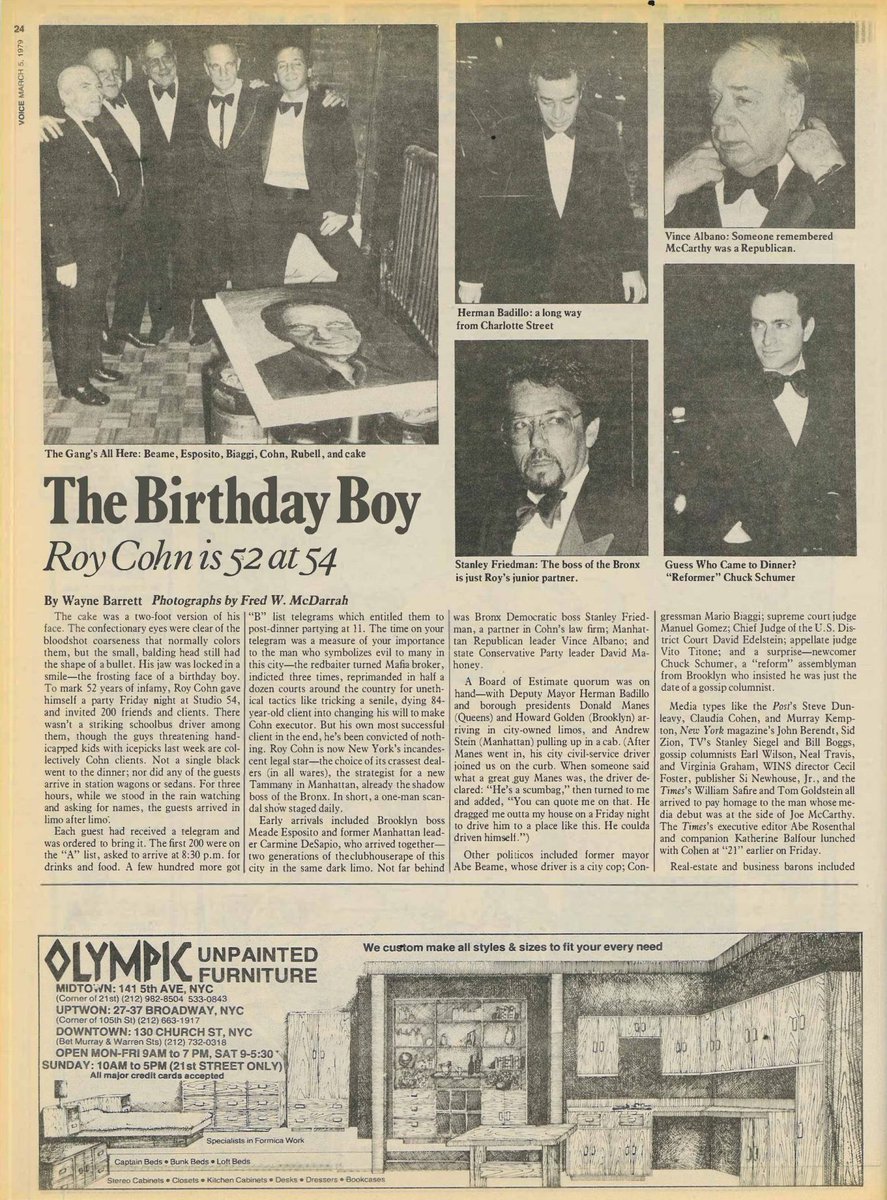 24
VOICE MARCH 5, 1979
The Gang's All Here: Beame, Esposito, Biaggi, Cohn, Rubell, and cake
Herman Badillo: a long way
from Charlotte Street
Vince Albano: Someone remembered
McCarthy was a Republican.
Stanley Friedman: The boss of the Bronx
is just Roy's junior partner.
Guess Who Came to Dinner?
"Reformer" Chuck Schumer
The Birthday Boy
Roy Cohn is 52 at 54
By Wayne Barrett Photographs by Fred W. McDarrah
The cake was a two-foot version of his
face. The confectionary eyes were clear of the
bloodshot coarseness that normally colors
them, but the small, balding head still had
the shape of a bullet. His jaw was locked in a
smile—the frosting face of a birthday boy.
To mark 52 years of infamy, Roy Cohn gave
himself a party Friday night at Studio 54,
and invited 200 friends and clients. There
wasn't a striking schoolbus driver among
them, though the guys threatening hand-
icapped kids with icepicks last week are col-
lectively Cohn clients. Not a single black
went to the dinner; nor did any of the guests
arrive in station wagons or sedans. For three
hours, while we stood in the rain watching
and asking for names, the guests arrived in
limo after limo.
Each guest had received a telegram and
was ordered to bring it. The first 200 were on
the "A" list, asked to arrive at 8:30 p.m. for
drinks and food. A few hundred more got
"B" list telegrams which entitled them to
post-dinner partying at 11. The time on your
telegram was a measure of your importance
to the man who symbolizes evil to many in
this city—the redbaiter turned Mafia broker,
indicted three times, reprimanded in half a
dozen courts around the country for uneth-
ical tactics like tricking a senile, dying 84-
year-old client into changing his will to make
Cohn executor. But his own most successful
client in the end, he's been convicted of noth-
ing. Roy Cohn is now New York's incandes-
cent legal star—the choice of its crassest deal-
ers (in all wares), the strategist for a new
Tammany in Manhattan, already the shadow
boss of the Bronx. In short, a one-man scan-
dal show staged daily.
Early arrivals included Brooklyn boss
Meade Esposito and former Manhattan lead-
er Carmine DeSapio, who arrived together—
two generations of the clubhouserape of this
city in the same dark limo. Not far behind
was Bronx Democratic boss Stanley Fried-
man, a partner in Cohn's law firm; Manhat-
tan Republican leader Vince Albano; and
state Conservative Party leader David Ma-
honey.
A Board of Estimate quorum was on
hand—with Deputy Mayor Herman Badillo
and borough presidents Donald Manes
(Queens) and Howard Golden (Brooklyn) ar-
riving in city-owned limos, and Andrew
Stein (Manhattan) pulling up in a cab. (After
Manes went in, his city civil-service driver
joined us on the curb. When someone said
what a great guy Manes was, the driver de-
clared: "He's a scumbag," then turned to me
and added, "You can quote me on that. He
dragged me outta my house on a Friday night
to drive him to a place like this. He coulda
driven himself.")
Other politicos included former mayor
Abe Beame, whose driver is a city cop; Con-
gressman Mario Biaggi; supreme court judge
Manuel Gomez; Chief Judge of the U.S. Dis-
trict Court David Edelstein; appellate judge
Vito Titone; and a surprise—newcomer
Chuck Schumer, a "reform" assemblyman
from Brooklyn who insisted he was just the
date of a gossip columnist.
Media types like the Post's Steve Dun-
leavy, Claudia Cohen, and Murray Kemp-
ton, New York magazine's John Berendt, Sid
Zion, TV's Stanley Siegel and Bill Boggs,
gossip columnists Earl Wilson, Neal Travis,
and Virginia Graham, WINS director Cecil
Foster, publisher Si Newhouse, Jr., and the
Times's William Safire and Tom Goldstein all
arrived to pay homage to the man whose me-
dia debut was at the side of Joe McCarthy.
The Times's executive editor Abe Rosenthal
and companion Katherine Balfour lunched
with Cohen at "21" earlier on Friday.
Real-estate and business barons included
OLYMPIC UNPAINTED
FURNITURE
We custom make all styles & sizes to fit your every need
MIDTOWN: 141 5th AVE, NYC
(Corner of 21st) (212) 982-8504 533-0843
UPTWON: 27-37 BROADWAY, NYC
(Corner of 105th St) (212) 663-1917
DOWNTOWN: 130 CHURCH ST, NYC
(Bet Murray & Warren Sts) (212) 732-0318
OPEN MON-FRI 9AM to 7 PM, SAT 9-5:30
SUNDAY: 10AM to 5PM (21st STREET ONLY)
All major credit cards accepted
Specialists in Formica Work
Captain Beds • Bunk Beds • Loft Beds
Stereo Cabinets • Closets • Kitchen Cabinets • Desks • Dressers • Bookcases